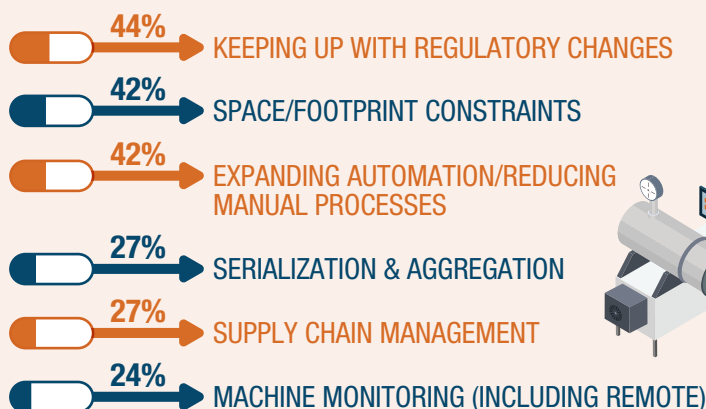 44%
KEEPING UP WITH REGULATORY CHANGES
42%
SPACE/FOOTPRINT CONSTRAINTS
42%
EXPANDING AUTOMATION/REDUCING
MANUAL PROCESSES
27%
SERIALIZATION & AGGREGATION
27%
SUPPLY CHAIN MANAGEMENT
24%
MACHINE MONITORING (INCLUDING REMOTE)